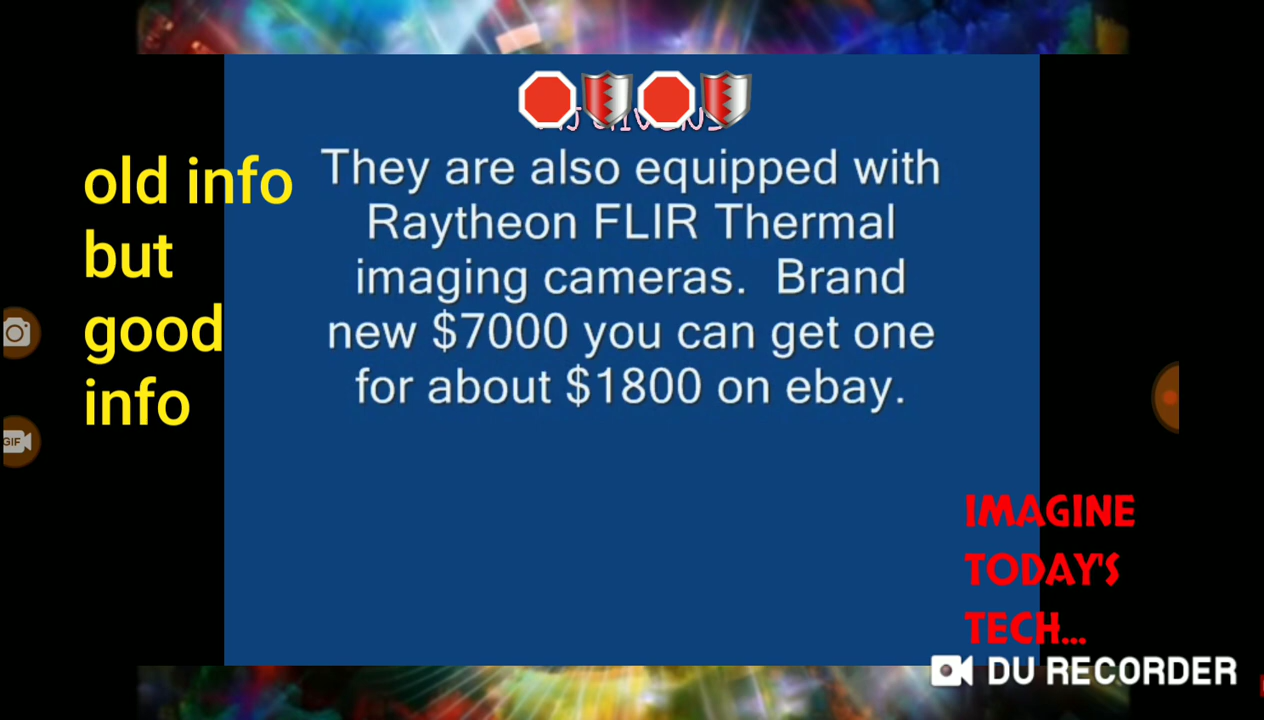 They are also equipped with
Raytheon FLIR Thermal
imaging cameras. Brand
new $7000 you can get one
for about $1800 on ebay.
old info
but
good
info
GIF
IMAGINE
TODAY'S
TECH...
DU RECORDER